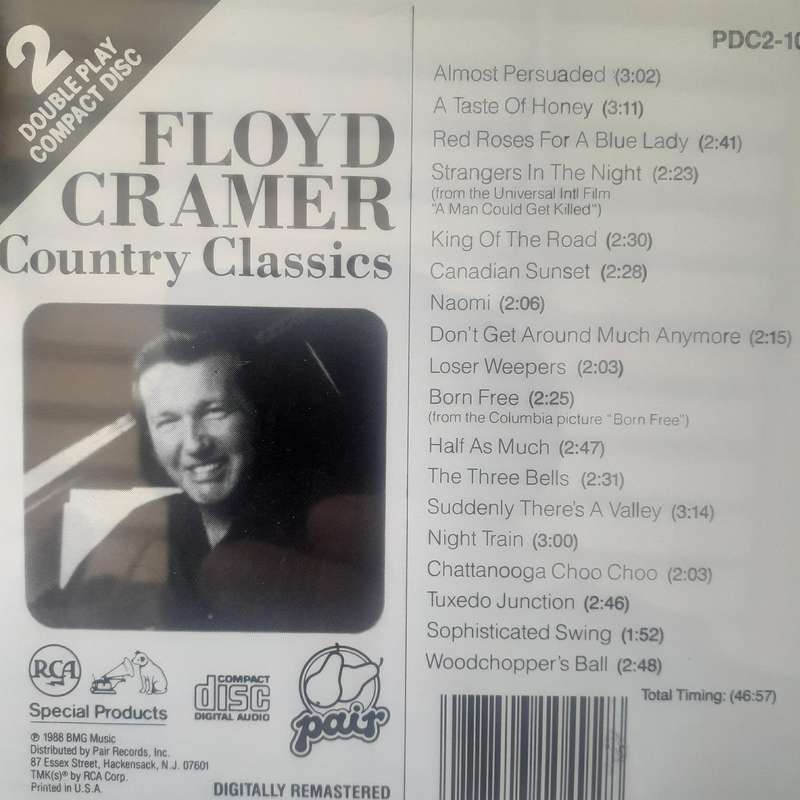 2
DOUBLE PLAY
COMPACT DISC
FLOYD
CRAMER
Country Classics
RCA
Special Products
COMPACT
disc
DIGITAL AUDIO
pair
℗ 1988 BMG Music
Distributed by Pair Records, Inc.
87 Essex Street, Hackensack, N.J. 07601
TMK(s)® by RCA Corp.
Printed in U.S.A.
DIGITALLY REMASTERED
PDC2-10
Almost Persuaded (3:02)
A Taste Of Honey (3:11)
Red Roses For A Blue Lady (2:41)
Strangers In The Night (2:23)
(from the Universal Intl Film
"A Man Could Get Killed")
King Of The Road (2:30)
Canadian Sunset (2:28)
Naomi (2:06)
Don't Get Around Much Anymore (2:15)
Loser Weepers (2:03)
Born Free (2:25)
(from the Columbia picture "Born Free")
Half As Much (2:47)
The Three Bells (2:31)
Suddenly There's A Valley (3:14)
Night Train (3:00)
Chattanooga Choo Choo (2:03)
Tuxedo Junction (2:46)
Sophisticated Swing (1:52)
Woodchopper's Ball (2:48)
Total Timing: (46:57)